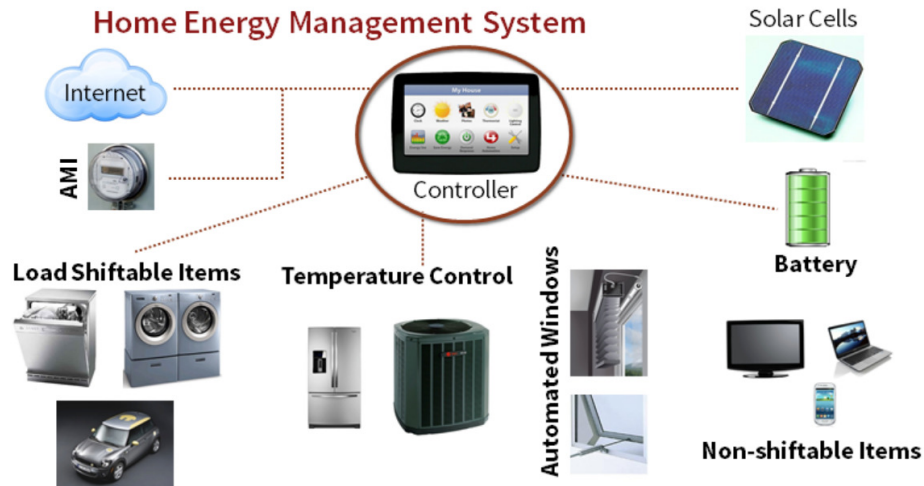 Home Energy Management System
Solar Cells
Internet
My House
AMI
Controller
Load Shiftable Items
Temperature Control
Automated Windows
Battery
Non-shiftable Items